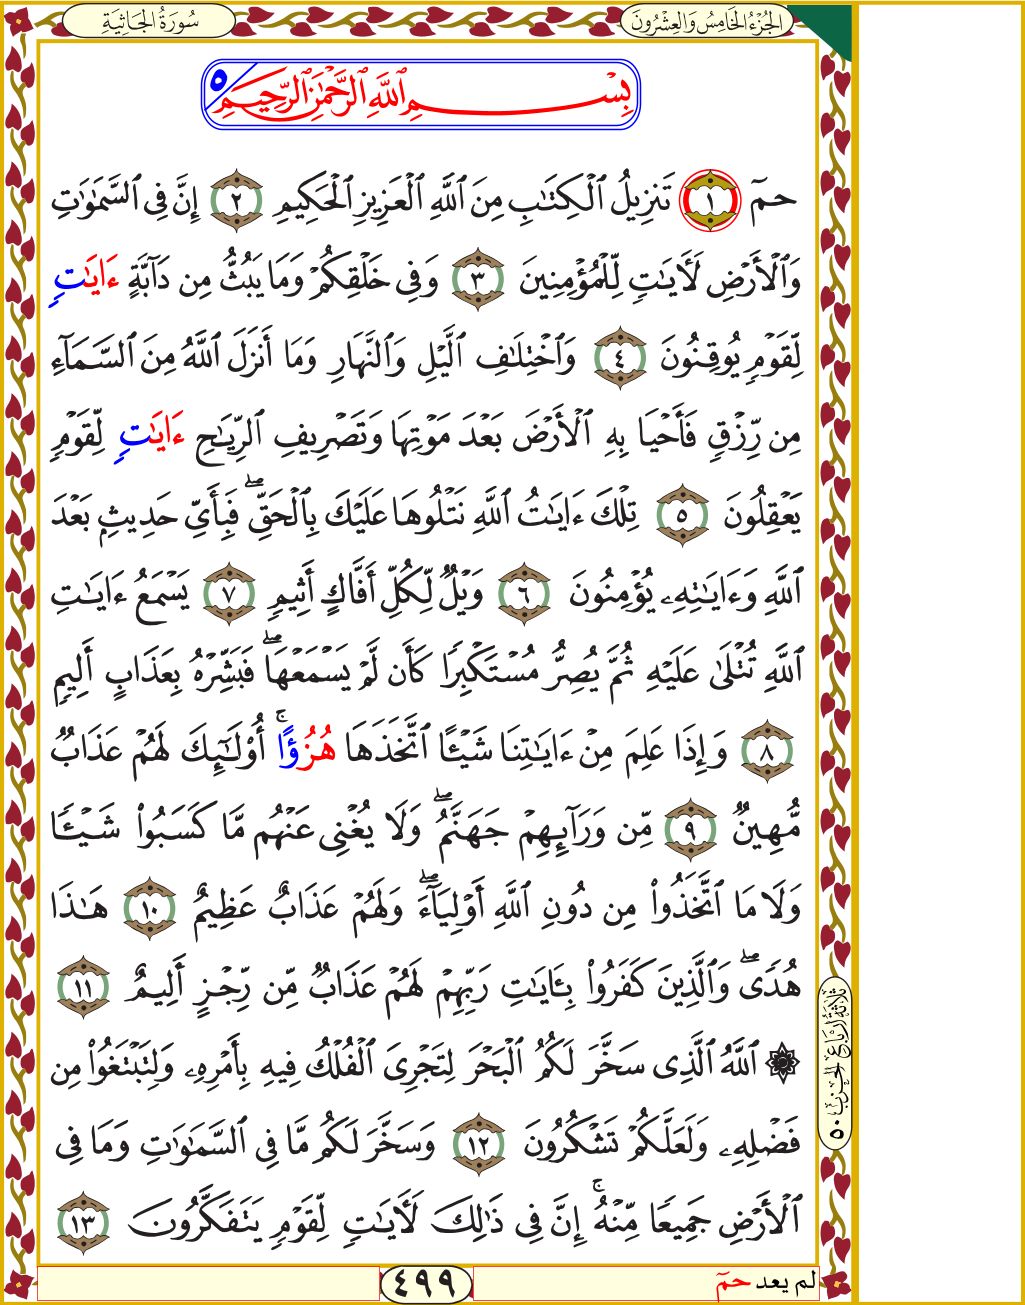 الجُزْءُ الخَامِسُ وَالعِشْرُونَ
سُورَةُ الجَاثِيَةِ
بِسْمِ ٱللَّهِ ٱلرَّحْمَٰنِ ٱلرَّحِيمِ ٥
حمٓ ١ تَنزِيلُ ٱلْكِتَٰبِ مِنَ ٱللَّهِ ٱلْعَزِيزِ ٱلْحَكِيمِ ٢ إِنَّ فِى ٱلسَّمَٰوَٰتِ
وَٱلْأَرْضِ لَأٓيَٰتٍ لِّلْمُؤْمِنِينَ ٣ وَفِى خَلْقِكُمْ وَمَا يَبُثُّ مِن دَآبَّةٍ ءَايَٰتٍ
لِّقَوْمٍ يُوقِنُونَ ٤ وَٱخْتِلَٰفِ ٱلَّيْلِ وَٱلنَّهَارِ وَمَا أَنزَلَ ٱللَّهُ مِنَ ٱلسَّمَآءِ
مِن رِّزْقٍ فَأَحْيَا بِهِ ٱلْأَرْضَ بَعْدَ مَوْتِهَا وَتَصْرِيفِ ٱلرِّيَٰحِ ءَايَٰتٍ لِّقَوْمٍ
يَعْقِلُونَ ٥ تِلْكَ ءَايَٰتُ ٱللَّهِ نَتْلُوهَا عَلَيْكَ بِٱلْحَقِّۖ فَبِأَىِّ حَدِيثٍ بَعْدَ
ٱللَّهِ وَءَايَٰتِهِۦ يُؤْمِنُونَ ٦ وَيْلٌ لِّكُلِّ أَفَّاكٍ أَثِيمٍ ٧ يَسْمَعُ ءَايَٰتِ
ٱللَّهِ تُتْلَىٰ عَلَيْهِ ثُمَّ يُصِرُّ مُسْتَكْبِرًا كَأَن لَّمْ يَسْمَعْهَاۖ فَبَشِّرْهُ بِعَذَابٍ أَلِيمٍ
٨ وَإِذَا عَلِمَ مِنْ ءَايَٰتِنَا شَيْـًٔا ٱتَّخَذَهَا هُزُؤًاۚ أُوْلَٰٓئِكَ لَهُمْ عَذَابٌ
مُّهِينٌ ٩ مِّن وَرَآئِهِمْ جَهَنَّمُۖ وَلَا يُغْنِى عَنْهُم مَّا كَسَبُوا۟ شَيْـًٔا
وَلَا مَا ٱتَّخَذُوا۟ مِن دُونِ ٱللَّهِ أَوْلِيَآءَۖ وَلَهُمْ عَذَابٌ عَظِيمٌ ١٠ هَٰذَا
هُدًىۖ وَٱلَّذِينَ كَفَرُوا۟ بِـَٔايَٰتِ رَبِّهِمْ لَهُمْ عَذَابٌ مِّن رِّجْزٍ أَلِيمٌ ١١
۞ ٱللَّهُ ٱلَّذِى سَخَّرَ لَكُمُ ٱلْبَحْرَ لِتَجْرِىَ ٱلْفُلْكُ فِيهِ بِأَمْرِهِۦ وَلِتَبْتَغُوا۟ مِن
فَضْلِهِۦ وَلَعَلَّكُمْ تَشْكُرُونَ ١٢ وَسَخَّرَ لَكُم مَّا فِى ٱلسَّمَٰوَٰتِ وَمَا فِى
ٱلْأَرْضِ جَمِيعًا مِّنْهُۚ إِنَّ فِى ذَٰلِكَ لَأٓيَٰتٍ لِّقَوْمٍ يَتَفَكَّرُونَ ١٣
ثلاثة أرباع الحزب ٥٠
لم يعد حمٓ
٤٩٩